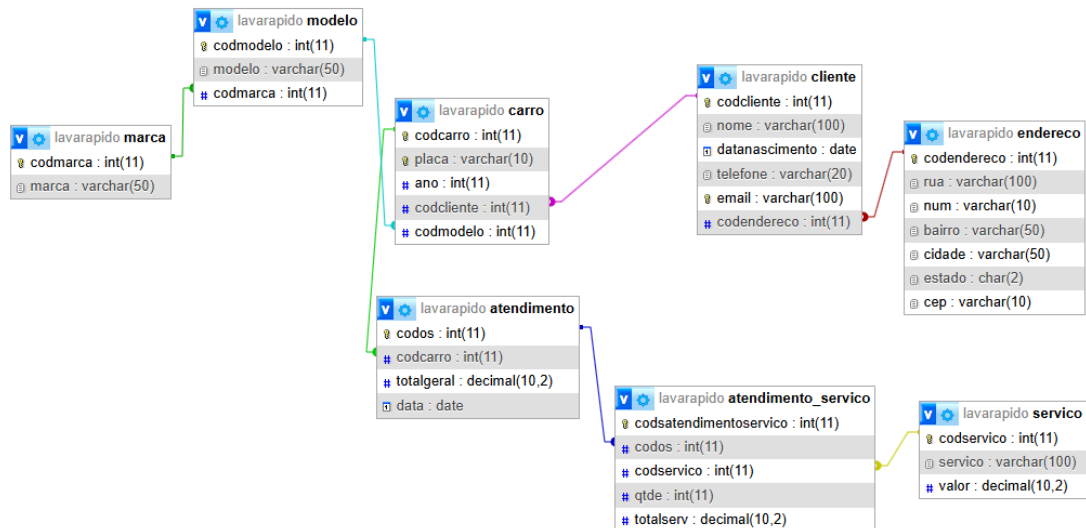 lavarapido modelo
codmodelo : int(11)
modelo : varchar(50)
codmarca : int(11)
lavarapido marca
codmarca : int(11)
marca : varchar(50)
lavarapido carro
codcarro : int(11)
placa : varchar(10)
ano : int(11)
codcliente : int(11)
codmodelo : int(11)
lavarapido cliente
codcliente : int(11)
nome : varchar(100)
datanascimento : date
telefone : varchar(20)
email : varchar(100)
codendereco : int(11)
lavarapido endereco
codendereco : int(11)
rua : varchar(100)
num : varchar(10)
bairro : varchar(50)
cidade : varchar(50)
estado : char(2)
cep : varchar(10)
lavarapido atendimento
codos : int(11)
codcarro : int(11)
totalgeral : decimal(10,2)
data : date
lavarapido atendimento_servico
codsatendimentoservico : int(11)
codos : int(11)
codservico : int(11)
qtde : int(11)
totalserv : decimal(10,2)
lavarapido servico
codservico : int(11)
servico : varchar(100)
valor : decimal(10,2)